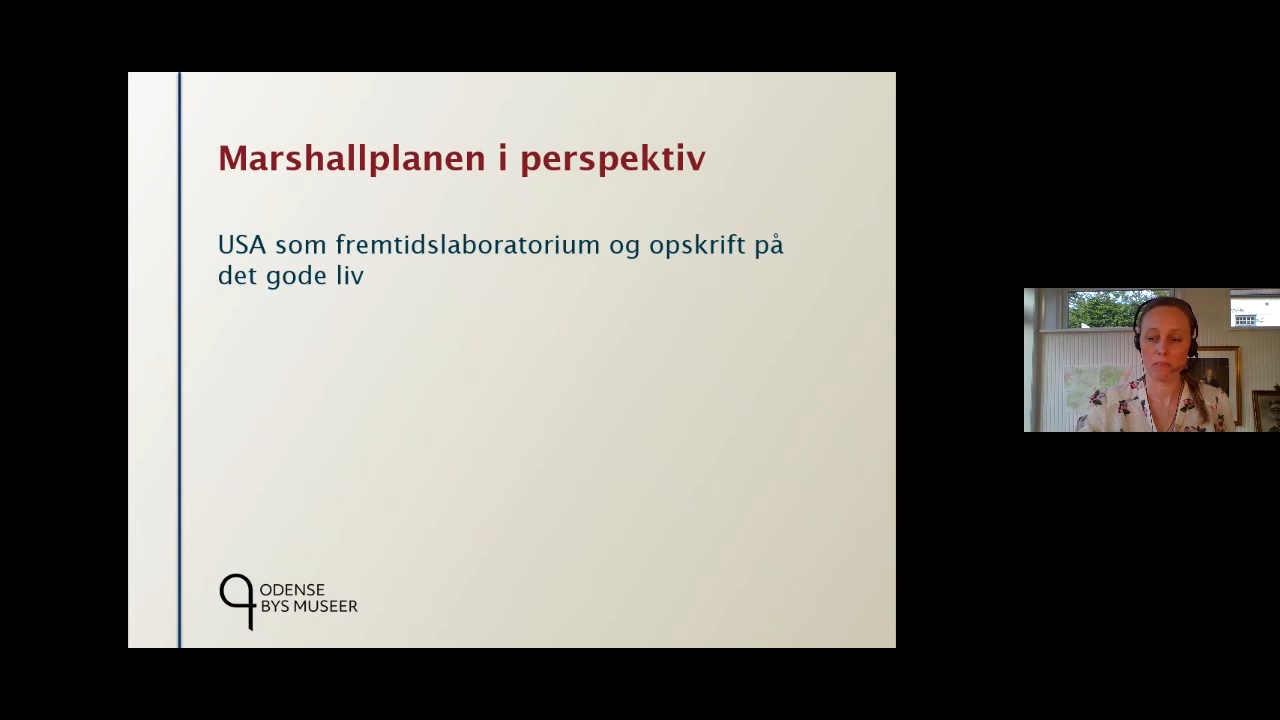 Marshallplanen i perspektiv
USA som fremtidslaboratorium og opskrift på
det gode liv
ODENSE
BYS MUSEER